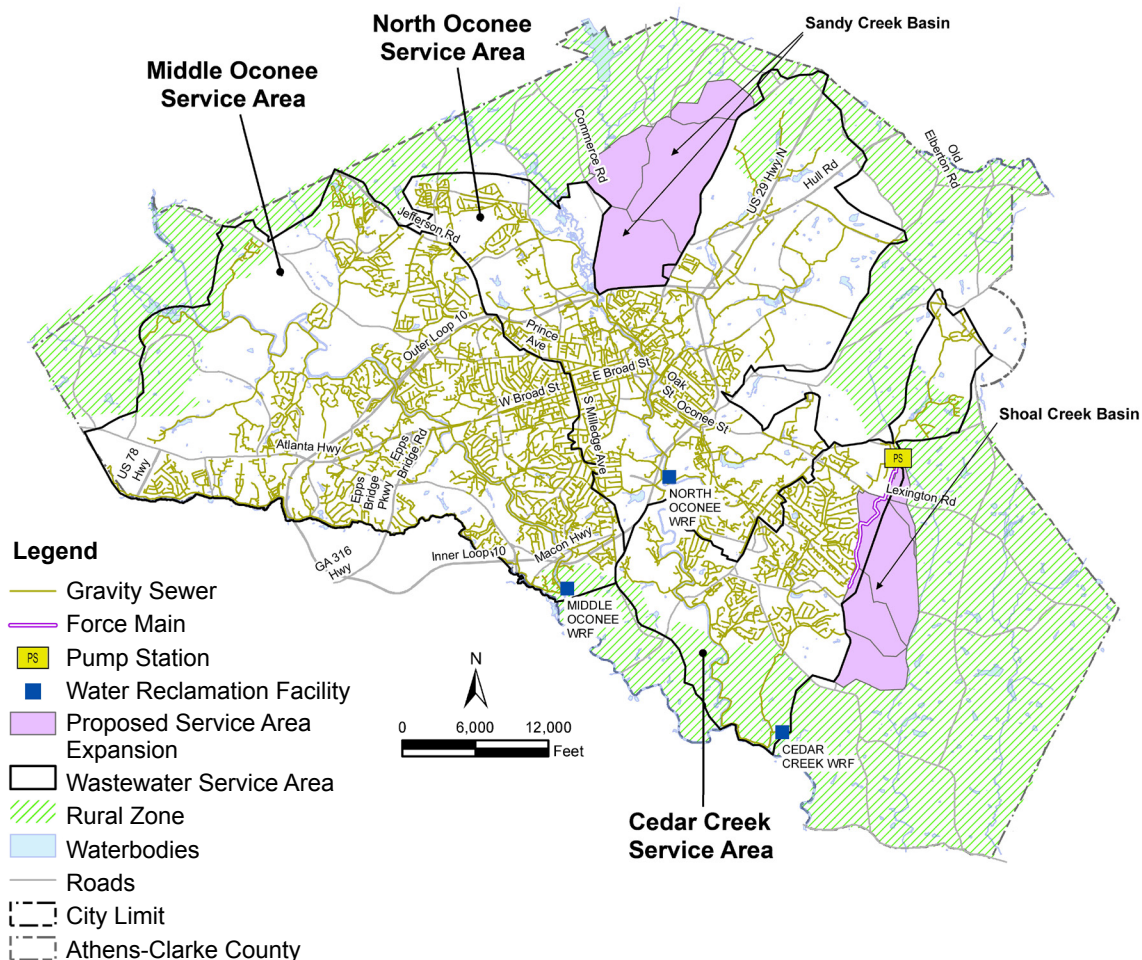 Sandy Creek Basin
North Oconee
Service Area
Middle Oconee
Service Area
Commerce Rd
US 29 Hwy N
Hull Rd
Old
Elberton Rd
Jefferson Rd
Outer Loop 10
Prince
Ave
E Broad St
W Broad St
Oak
St. Oconee St
S Milledge Ave
Shoal Creek Basin
Atlanta Hwy
US 78
Hwy
Epps
Bridge Rd
Epps
Bridge
Pkwy
PS
Lexington Rd
NORTH
OCONEE
WRF
GA 316
Hwy
Inner Loop 10
Macon Hwy
MIDDLE
OCONEE
WRF
CEDAR
CREEK WRF
Cedar Creek
Service Area
N
0 6,000 12,000
Feet
Legend
Gravity Sewer
Force Main
PS Pump Station
Water Reclamation Facility
Proposed Service Area
Expansion
Wastewater Service Area
Rural Zone
Waterbodies
Roads
City Limit
Athens-Clarke County